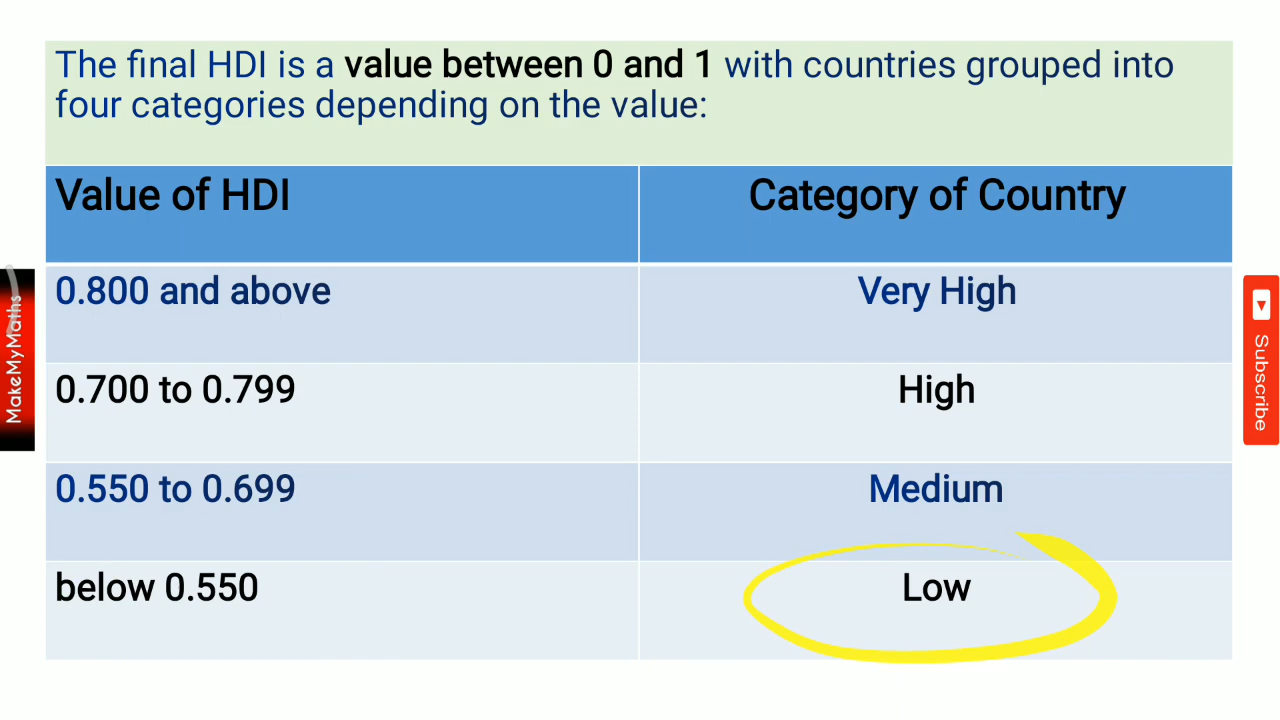 The final HDI is a value between 0 and 1 with countries grouped into
four categories depending on the value:
Value of HDI
Category of Country
0.800 and above
Very High
0.700 to 0.799
High
0.550 to 0.699
Medium
below 0.550
Low
MakeMyMaths
Subscribe